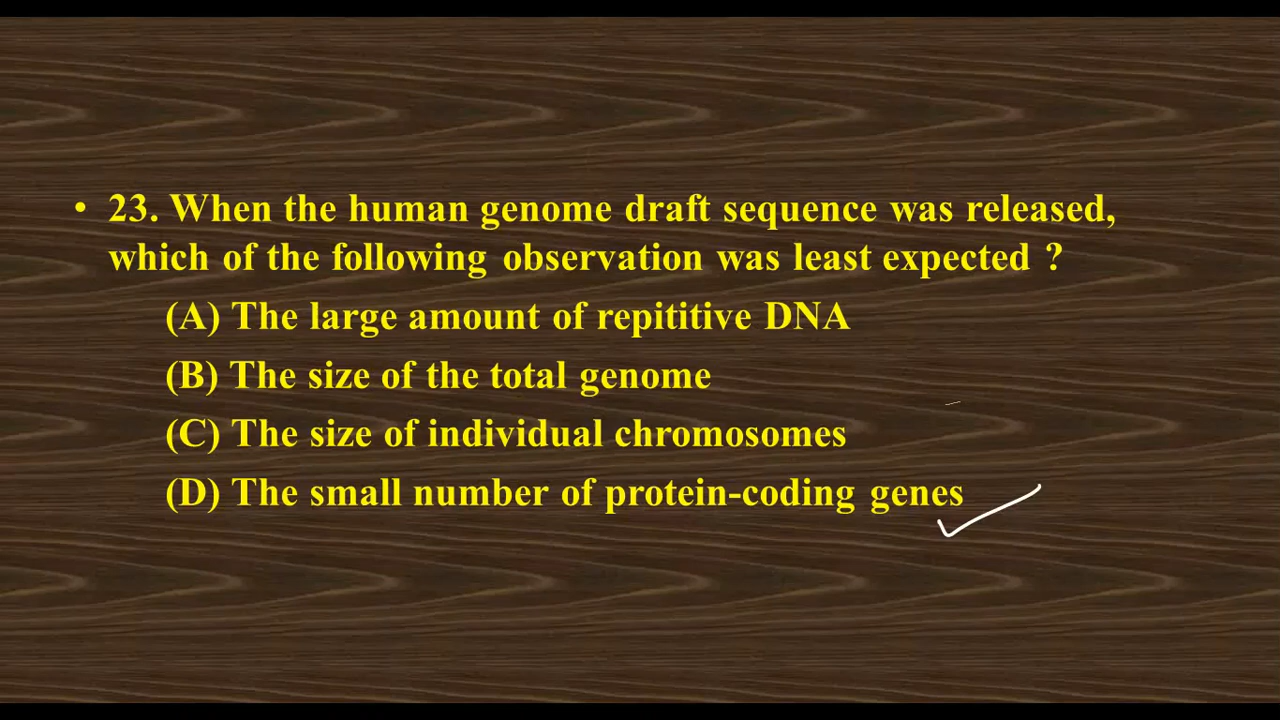 • 23. When the human genome draft sequence was released,
which of the following observation was least expected ?
(A) The large amount of repititive DNA
(B) The size of the total genome
(C) The size of individual chromosomes
(D) The small number of protein-coding genes